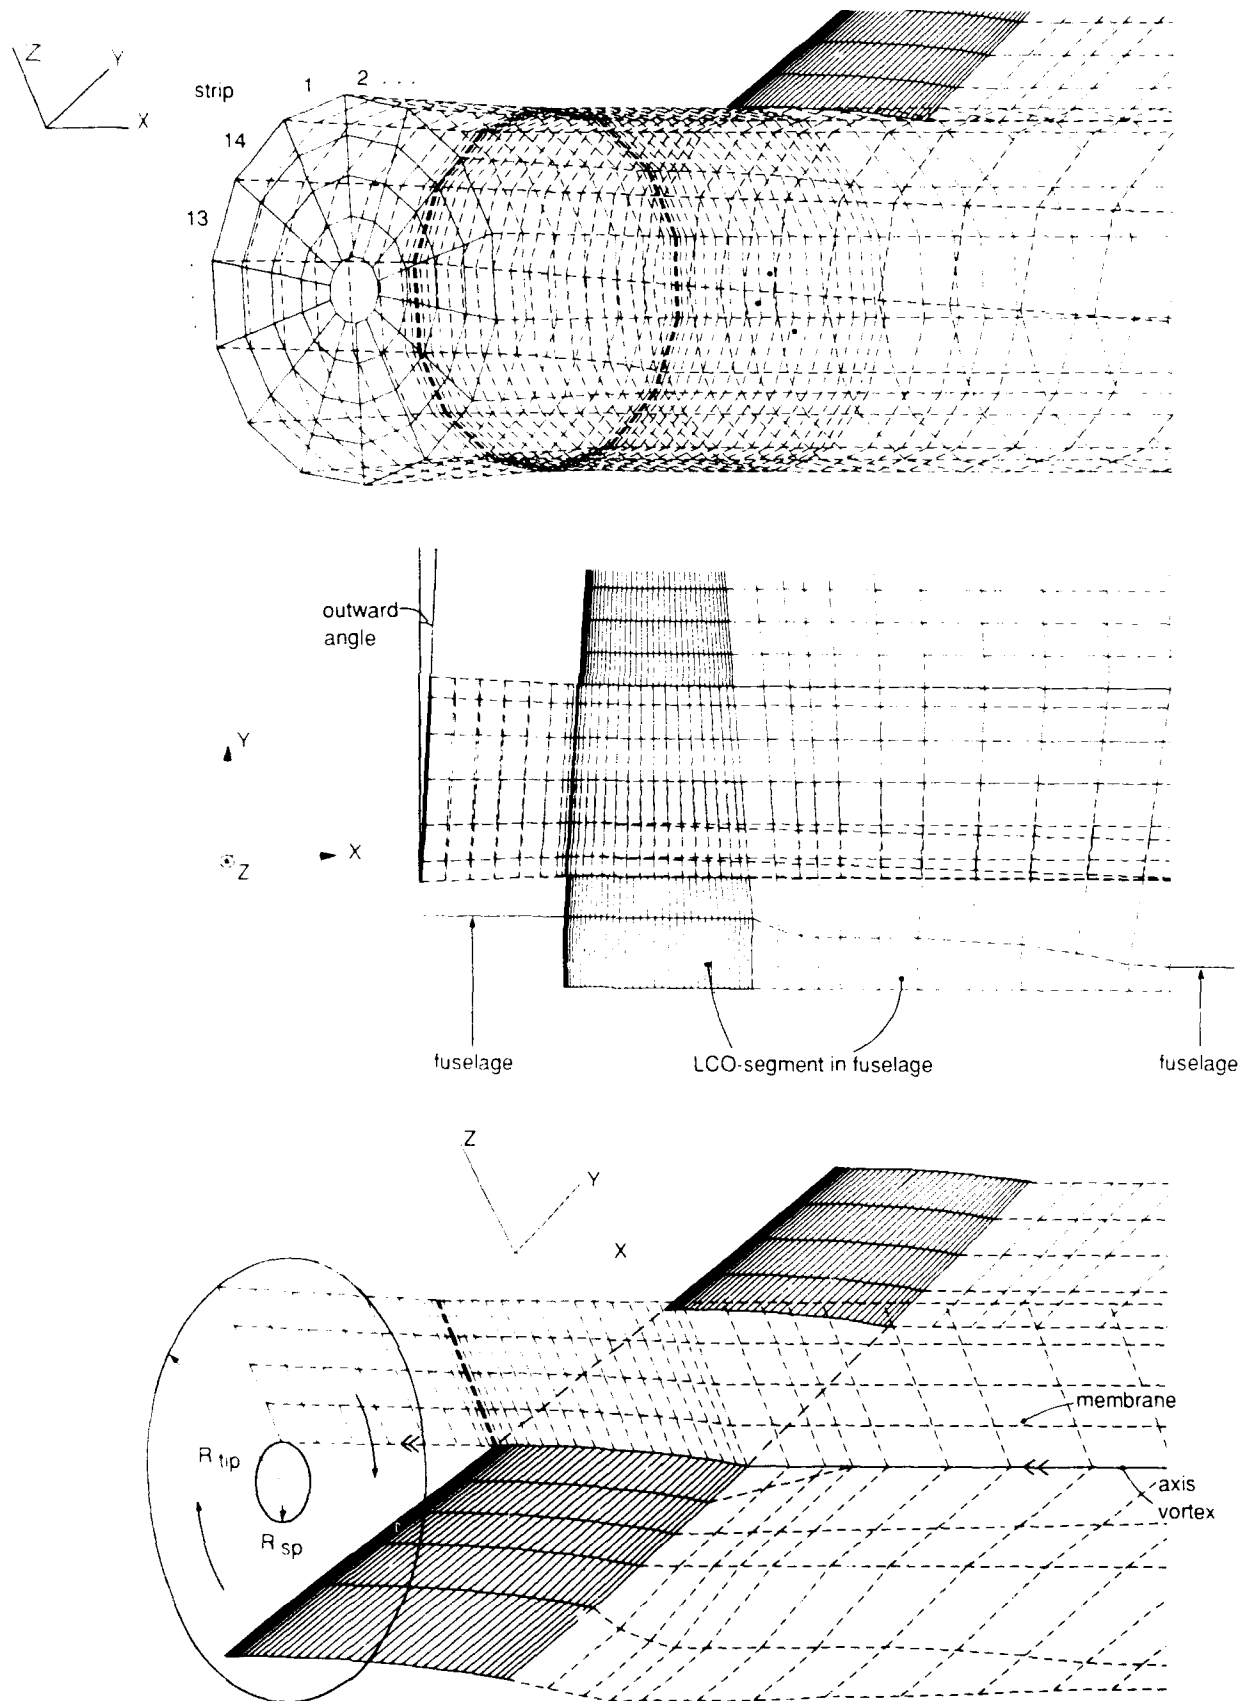 Z
Y
X
strip
1
2 ....
14
13
outward
angle
Y
X
Z
fuselage
LCO-segment in fuselage
fuselage
Z
Y
X
membrane
R tip
R sp
axis
vortex